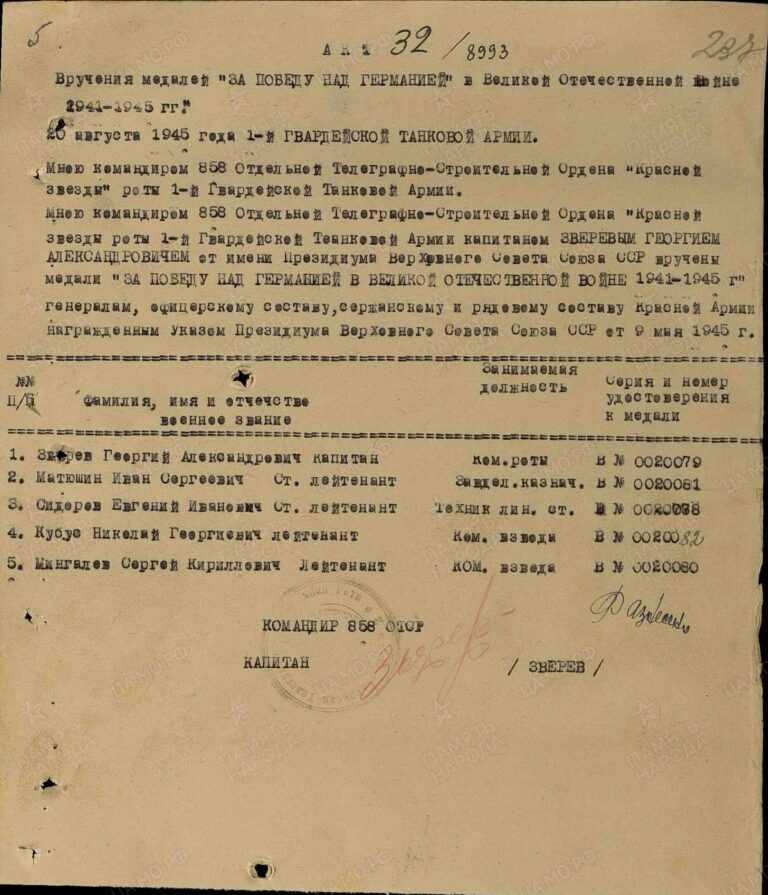 5
АКТ 32 /8993
237
Вручения медалей "ЗА ПОБЕДУ НАД ГЕРМАНИЕЙ" в Великой Отечественной войне
1941-1945 гг."
20 августа 1945 года 1-й ГВАРДЕЙСКОЙ ТАНКОВОЙ АРМИИ.
Мною командиром 858 Отдельной Телеграфно-Строительной Ордена "Красной
звезды" роты 1-й Гвардейской Танковой Армии.
Мною командиром 858 Отдельной Телеграфно-Строительной Ордена "Красной
звезды роты 1-й Гвардейской Теанковой Армии капитаном ЗВЕРЕВЫМ ГЕОРГИЕМ
АЛЕКСАНДРОВИЧЕМ от имени Президиума Верховного Совета Союза ССР вручены
медали "ЗА ПОБЕДУ НАД ГЕРМАНИЕЙ В ВЕЛИКОЙ ОТЕЧЕСТВЕННОЙ ВОЙНЕ 1941-1945 г"
генералам, офицерскому составу,сержанскому и рядовому составу Красной Армии
награжденным Указом Президиума Верховного Совета Союза ССР от 9 мая 1945 г.
№№ П/П Фамилия, имя и отчечство военное звание
Занимаемая должность
Серия и номер удостоверения к медали
1. Зверев Георгий Александрович капитан Ком.роты В № 0020079
2. Матюшин Иван Сергеевич Ст. лейтенант Завдел.казнач. В № 0020081
3. Сидоров Евгений Иванович Ст. лейтенант Техник лин. ст. В № 0020078
4. Кубус Николай Георгиевич лейтенант Ком. взвода В № 0020082
5. Мингалев Сергей Кириллович Лейтенант КОМ. взвода В № 0020080
КОМАНДИР 858 ОТСР
КАПИТАН / ЗВЕРЕВ /